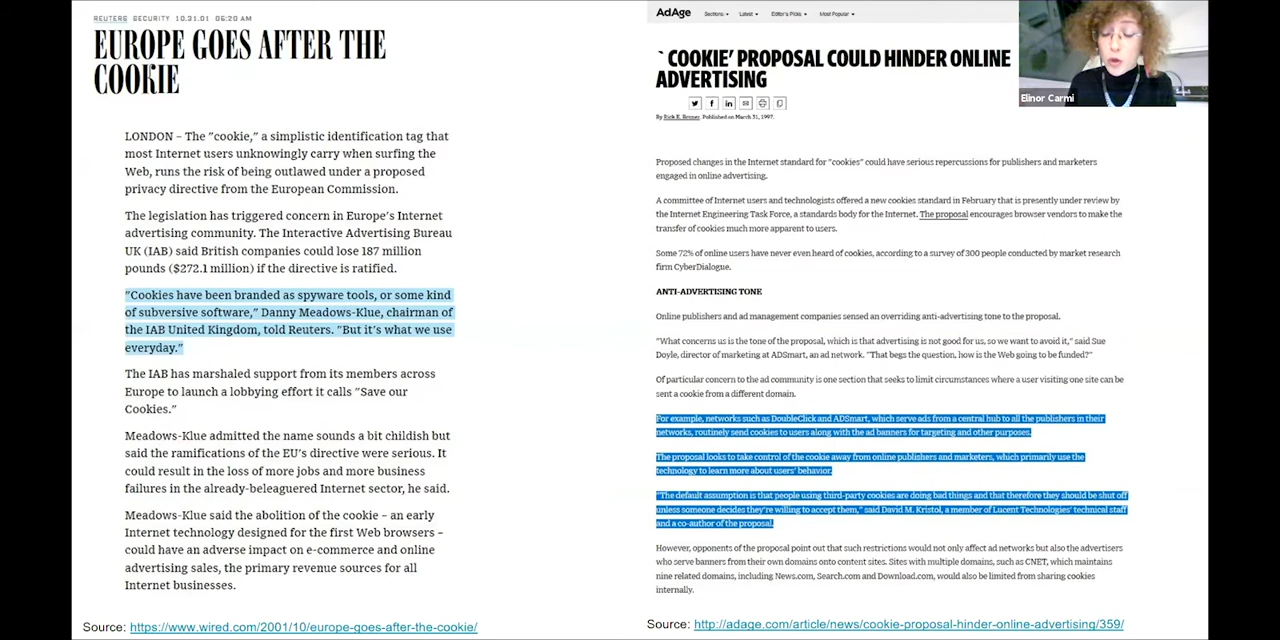 REUTERS SECURITY 10.31.01 06:20 AM
EUROPE GOES AFTER THE
COOKIE
LONDON – The "cookie," a simplistic identification tag that
most Internet users unknowingly carry when surfing the
Web, runs the risk of being outlawed under a proposed
privacy directive from the European Commission.
The legislation has triggered concern in Europe's Internet
advertising community. The Interactive Advertising Bureau
UK (IAB) said British companies could lose 187 million
pounds ($272.1 million) if the directive is ratified.
"Cookies have been branded as spyware tools, or some kind
of subversive software," Danny Meadows-Klue, chairman of
the IAB United Kingdom, told Reuters. "But it's what we use
everyday."
The IAB has marshaled support from its members across
Europe to launch a lobbying effort it calls "Save our
Cookies."
Meadows-Klue admitted the name sounds a bit childish but
said the ramifications of the EU's directive were serious. It
could result in the loss of more jobs and more business
failures in the already-beleaguered Internet sector, he said.
Meadows-Klue said the abolition of the cookie – an early
Internet technology designed for the first Web browsers –
could have an adverse impact on e-commerce and online
advertising sales, the primary revenue sources for all
Internet businesses.
Source: https://www.wired.com/2001/10/europe-goes-after-the-cookie/
AdAge Sections Latest Editor's Picks Most Popular
`COOKIE' PROPOSAL COULD HINDER ONLINE
ADVERTISING
By Rick E. Bruner. Published on March 31, 1997.
Proposed changes in the Internet standard for "cookies" could have serious repercussions for publishers and marketers
engaged in online advertising.
A committee of Internet users and technologists offered a new cookies standard in February that is presently under review by
the Internet Engineering Task Force, a standards body for the Internet. The proposal encourages browser vendors to make the
transfer of cookies much more apparent to users.
Some 72% of online users have never even heard of cookies, according to a survey of 300 people conducted by market research
firm CyberDialogue.
ANTI-ADVERTISING TONE
Online publishers and ad management companies sensed an overriding anti-advertising tone to the proposal.
"What concerns us is the tone of the proposal, which is that advertising is not good for us, so we want to avoid it," said Sue
Doyle, director of marketing at ADSmart, an ad network. "That begs the question, how is the Web going to be funded?"
Of particular concern to the ad community is one section that seeks to limit circumstances where a user visiting one site can be
sent a cookie from a different domain.
For example, networks such as DoubleClick and ADSmart, which serve ads from a central hub to all the publishers in their
networks, routinely send cookies to users along with the ad banners for targeting and other purposes.
The proposal looks to take control of the cookie away from online publishers and marketers, which primarily use the
technology to learn more about users' behavior.
"The default assumption is that people using third-party cookies are doing bad things and that therefore they should be shut off
unless someone decides they're willing to accept them," said David M. Kristol, a member of Lucent Technologies' technical staff
and a co-author of the proposal.
However, opponents of the proposal point out that such restrictions would not only affect ad networks but also the advertisers
who serve banners from their own domains onto content sites. Sites with multiple domains, such as CNET, which maintains
nine related domains, including News.com, Search.com and Download.com, would also be limited from sharing cookies
internally.
Source: http://adage.com/article/news/cookie-proposal-hinder-online-advertising/359/
Elinor Carmi